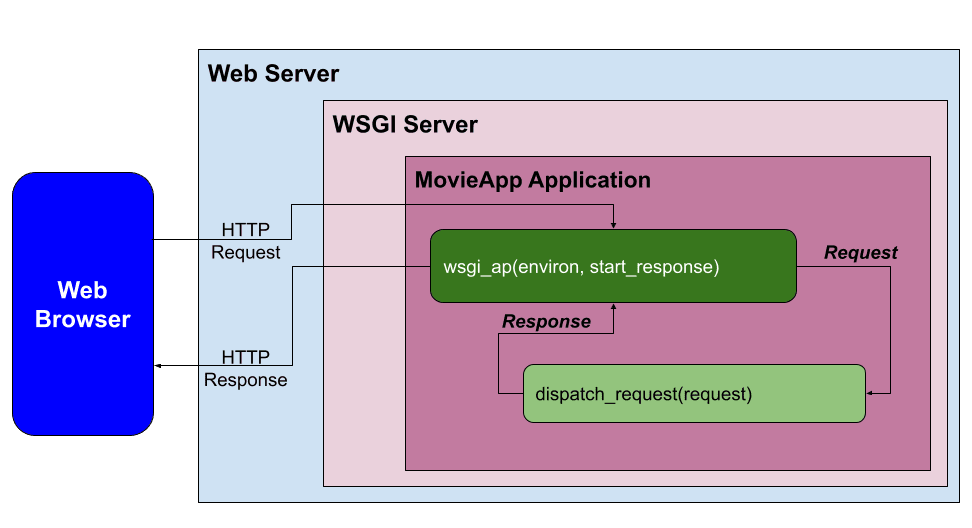 Web Server
WSGI Server
MovieApp Application
HTTP
Request
wsgi_ap(environ, start_response)
Request
Web
Browser
Response
HTTP
Response
dispatch_request(request)